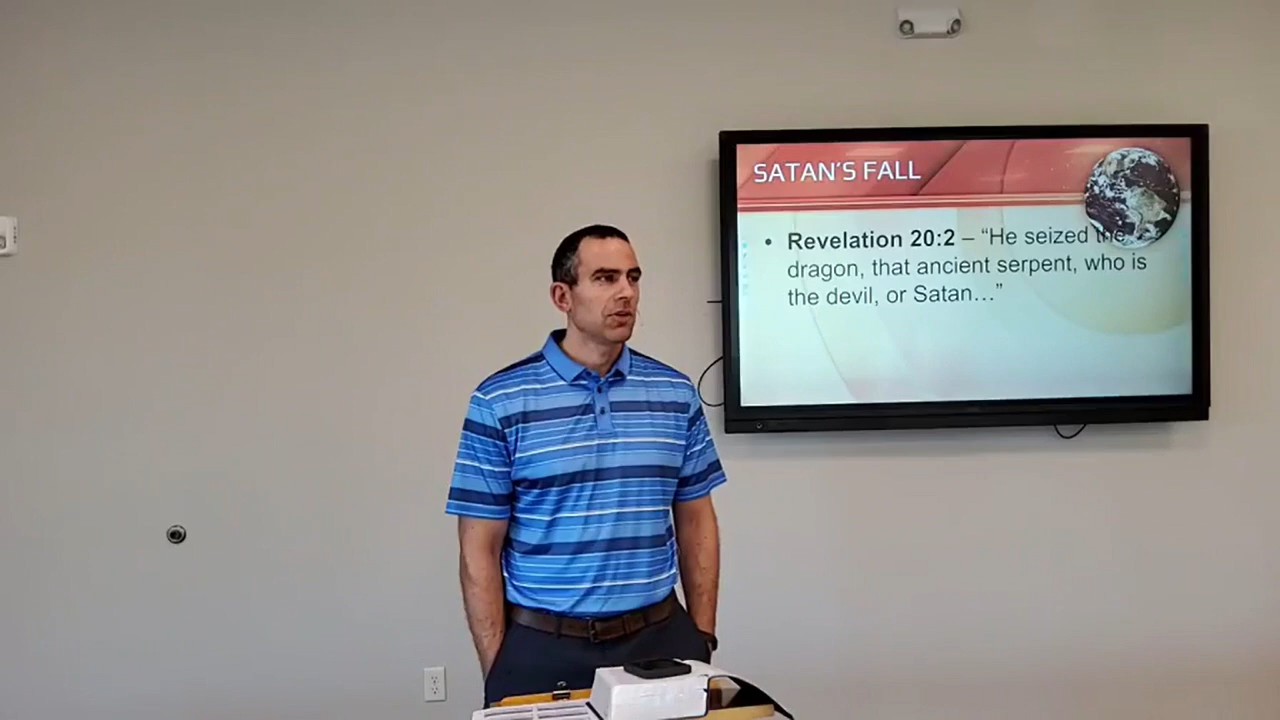 SATAN'S FALL
• Revelation 20:2 – “He seized the
dragon, that ancient serpent, who is
the devil, or Satan…”